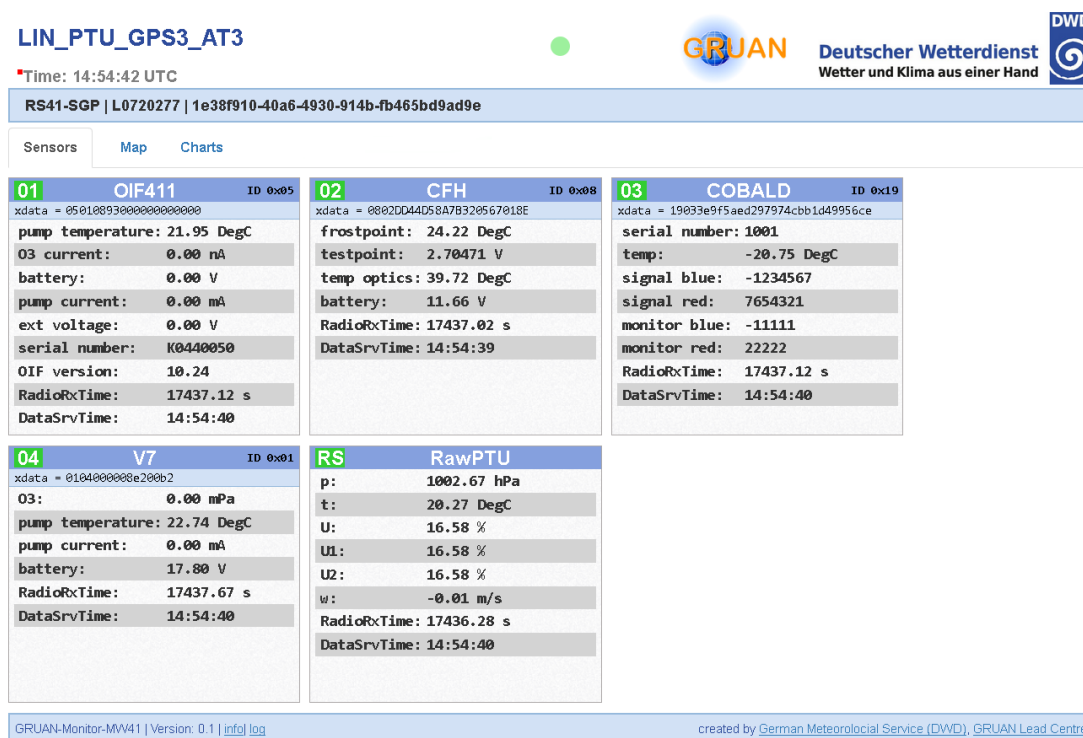 LIN_PTU_GPS3_AT3
Time: 14:54:42 UTC
GRUAN
Deutscher Wetterdienst
Wetter und Klima aus einer Hand
DWD
RS41-SGP | L0720277 | 1e38f910-40a6-4930-914b-fb465bd9ad9e
Sensors Map Charts
01 OIF411 ID 0x05
xdata = 05010893000000000000
pump temperature: 21.95 DegC
O3 current: 0.00 nA
battery: 0.00 V
pump current: 0.00 mA
ext voltage: 0.00 V
serial number: K0440050
OIF version: 10.24
RadioRxTime: 17437.12 s
DataSrvTime: 14:54:40
02 CFH ID 0x08
xdata = 0802DD44D58A7B320567018E
frostpoint: 24.22 DegC
testpoint: 2.70471 V
temp optics: 39.72 DegC
battery: 11.66 V
RadioRxTime: 17437.02 s
DataSrvTime: 14:54:39
03 COBALD ID 0x19
xdata = 19033e9f5aed297974cbb1d49956ce
serial number: 1001
temp: -20.75 DegC
signal blue: -1234567
signal red: 7654321
monitor blue: -11111
monitor red: 22222
RadioRxTime: 17437.12 s
DataSrvTime: 14:54:40
04 V7 ID 0x01
xdata = 0104000008e200b2
O3: 0.00 mPa
pump temperature: 22.74 DegC
pump current: 0.00 mA
battery: 17.80 V
RadioRxTime: 17437.67 s
DataSrvTime: 14:54:40
RS RawPTU
p: 1002.67 hPa
t: 20.27 DegC
U: 16.58 %
U1: 16.58 %
U2: 16.58 %
w: -0.01 m/s
RadioRxTime: 17436.28 s
DataSrvTime: 14:54:40
GRUAN-Monitor-MW41 | Version: 0.1 | info| log
created by German Meteorolocial Service (DWD), GRUAN Lead Centre